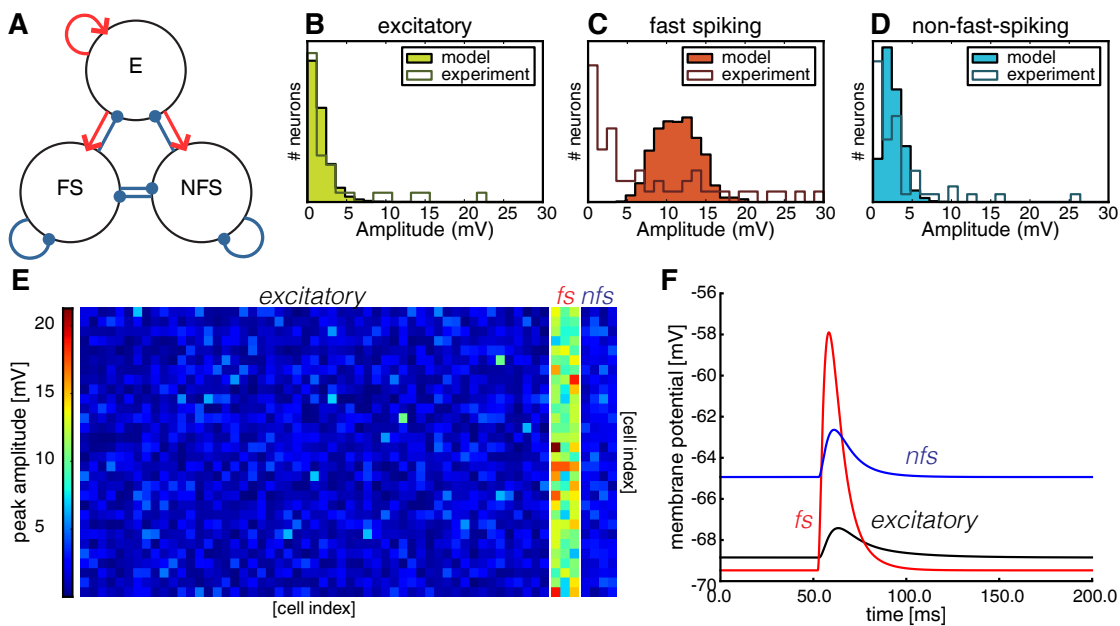 A
E
FS
NFS
B
excitatory
model
experiment
# neurons
0 5 10 15 20 25 30
Amplitude (mV)
C
fast spiking
model
experiment
# neurons
0 5 10 15 20 25 30
Amplitude (mV)
D
non-fast-spiking
model
experiment
# neurons
0 5 10 15 20 25 30
Amplitude (mV)
E
excitatory
fs
nfs
20
15
10
5
peak amplitude [mV]
[cell index]
[cell index]
F
-56
-58
-60
-62
-64
-66
-68
-70
membrane potential [mV]
nfs
fs
excitatory
0.0 50.0 100.0 150.0 200.0
time [ms]